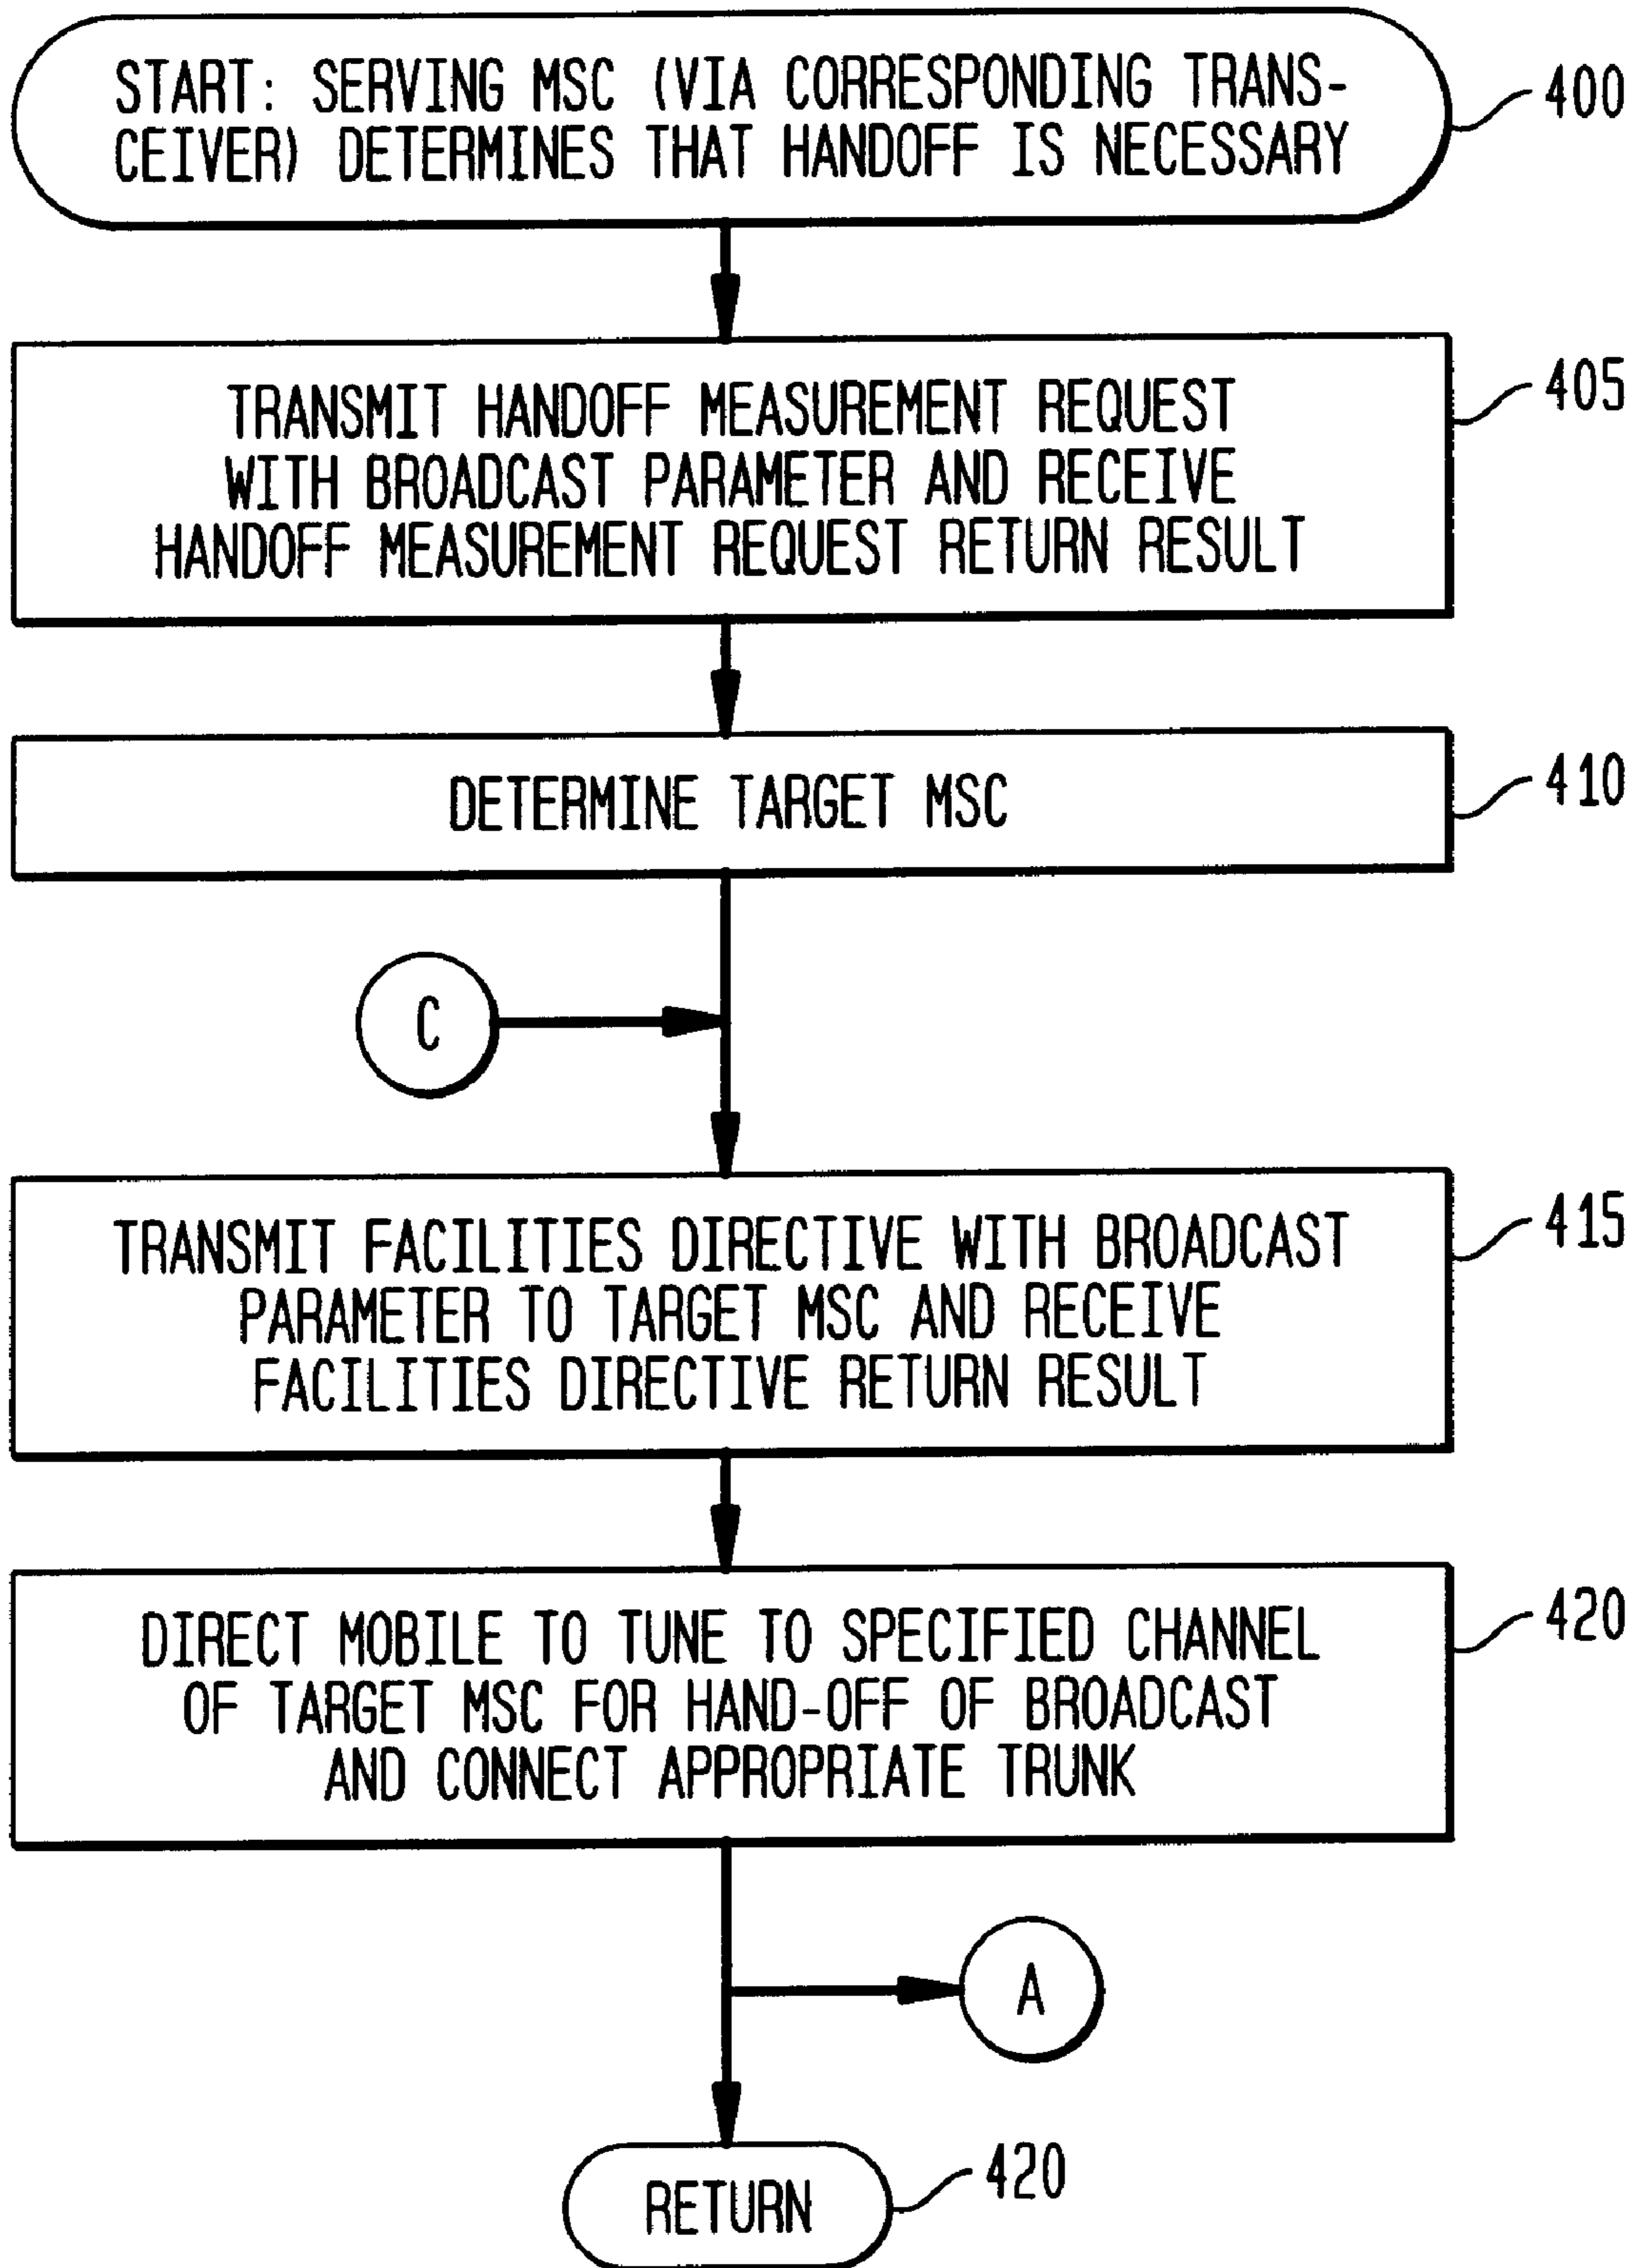 START: SERVING MSC (VIA CORRESPONDING TRANS-
CEIVER) DETERMINES THAT HANDOFF IS NECESSARY
400
TRANSMIT HANDOFF MEASUREMENT REQUEST
WITH BROADCAST PARAMETER AND RECEIVE
HANDOFF MEASUREMENT REQUEST RETURN RESULT
405
DETERMINE TARGET MSC
410
C
TRANSMIT FACILITIES DIRECTIVE WITH BROADCAST
PARAMETER TO TARGET MSC AND RECEIVE
FACILITIES DIRECTIVE RETURN RESULT
415
DIRECT MOBILE TO TUNE TO SPECIFIED CHANNEL
OF TARGET MSC FOR HAND-OFF OF BROADCAST
AND CONNECT APPROPRIATE TRUNK
420
A
RETURN
420